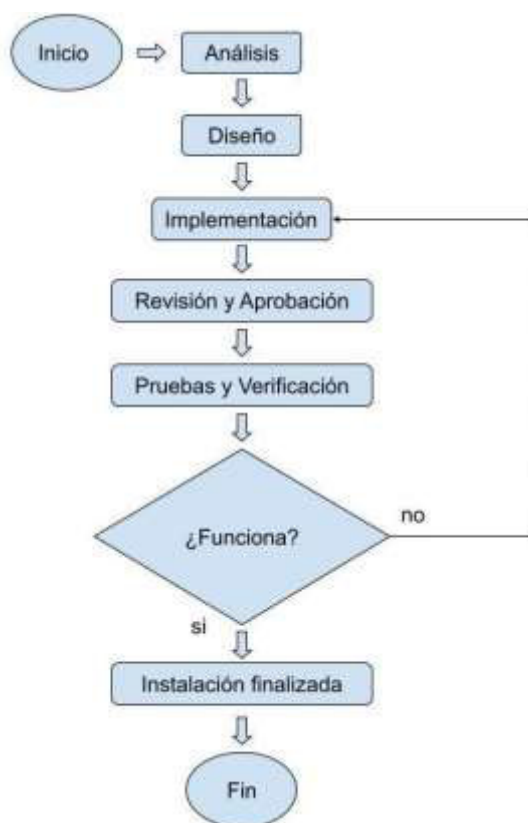 Inicio
Análisis
Diseño
Implementación
Revisión y Aprobación
Pruebas y Verificación
¿Funciona?
no
si
Instalación finalizada
Fin